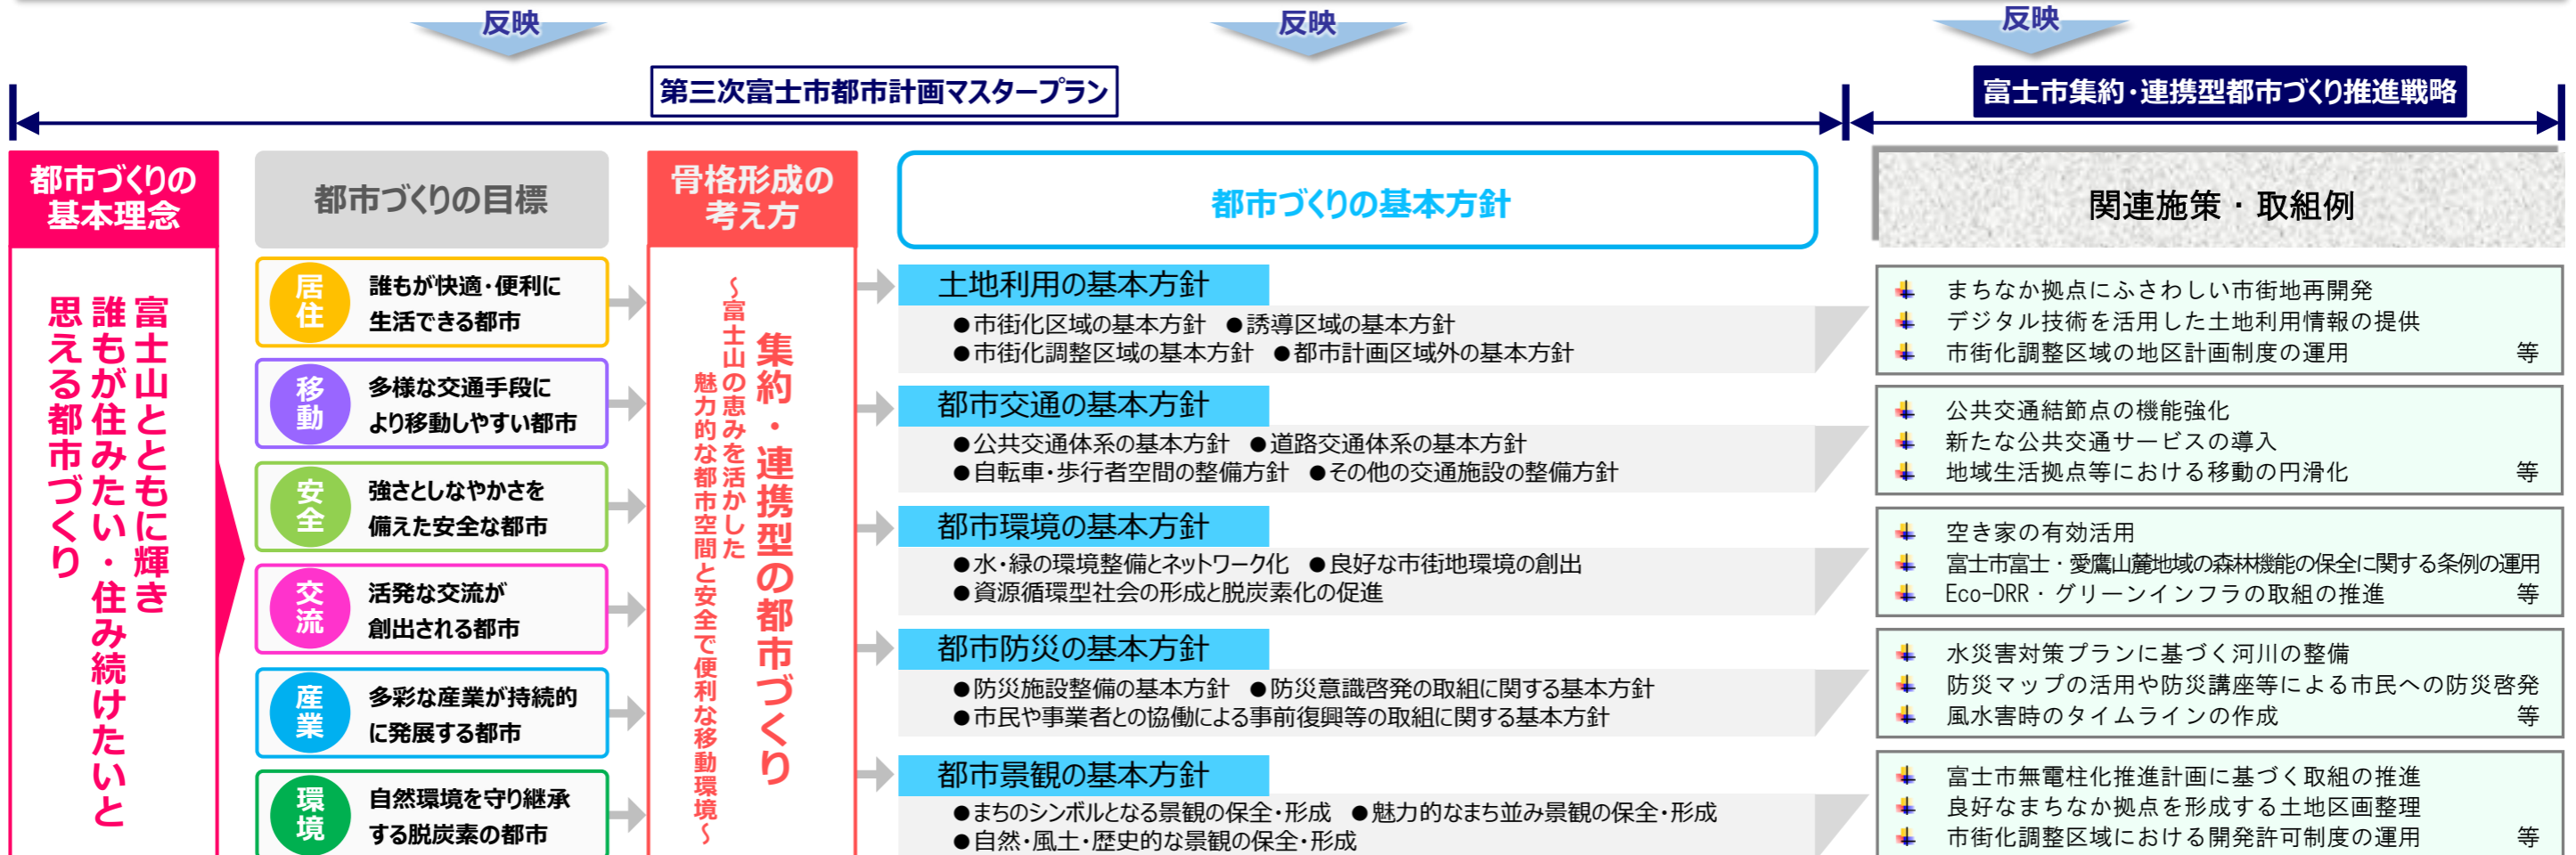 反映
反映
反映
第三次富士市都市計画マスタープラン
富士市集約・連携型都市づくり推進戦略
都市づくりの
基本理念
富士山とともに輝き
誰もが住みたい・住み続けたいと
思える都市づくり
都市づくりの目標
居住
誰もが快適・便利に
生活できる都市
移動
多様な交通手段に
より移動しやすい都市
安全
強さとしなやかさを
備えた安全な都市
交流
活発な交流が
創出される都市
産業
多彩な産業が持続的
に発展する都市
環境
自然環境を守り継承
する脱炭素の都市
骨格形成の
考え方
集約・連携型の都市づくり
~富士山の恵みを活かした
魅力的な都市空間と安全で便利な移動環境~
都市づくりの基本方針
土地利用の基本方針
●市街化区域の基本方針 ●誘導区域の基本方針
●市街化調整区域の基本方針 ●都市計画区域外の基本方針
都市交通の基本方針
●公共交通体系の基本方針 ●道路交通体系の基本方針
●自転車・歩行者空間の整備方針 ●その他の交通施設の整備方針
都市環境の基本方針
●水・緑の環境整備とネットワーク化 ●良好な市街地環境の創出
●資源循環型社会の形成と脱炭素化の促進
都市防災の基本方針
●防災施設整備の基本方針 ●防災意識啓発の取組に関する基本方針
●市民や事業者との協働による事前復興等の取組に関する基本方針
都市景観の基本方針
●まちのシンボルとなる景観の保全・形成 ●魅力的なまち並み景観の保全・形成
●自然・風土・歴史的な景観の保全・形成
関連施策・取組例
まちなか拠点にふさわしい市街地再開発
デジタル技術を活用した土地利用情報の提供
市街化調整区域の地区計画制度の運用 等
公共交通結節点の機能強化
新たな公共交通サービスの導入
地域生活拠点等における移動の円滑化 等
空き家の有効活用
富士市富士・愛鷹山麓地域の森林機能の保全に関する条例の運用
Eco-DRR・グリーンインフラの取組の推進 等
水災害対策プランに基づく河川の整備
防災マップの活用や防災講座等による市民への防災啓発
風水害時のタイムラインの作成 等
富士市無電柱化推進計画に基づく取組の推進
良好なまちなか拠点を形成する土地区画整理
市街化調整区域における開発許可制度の運用 等